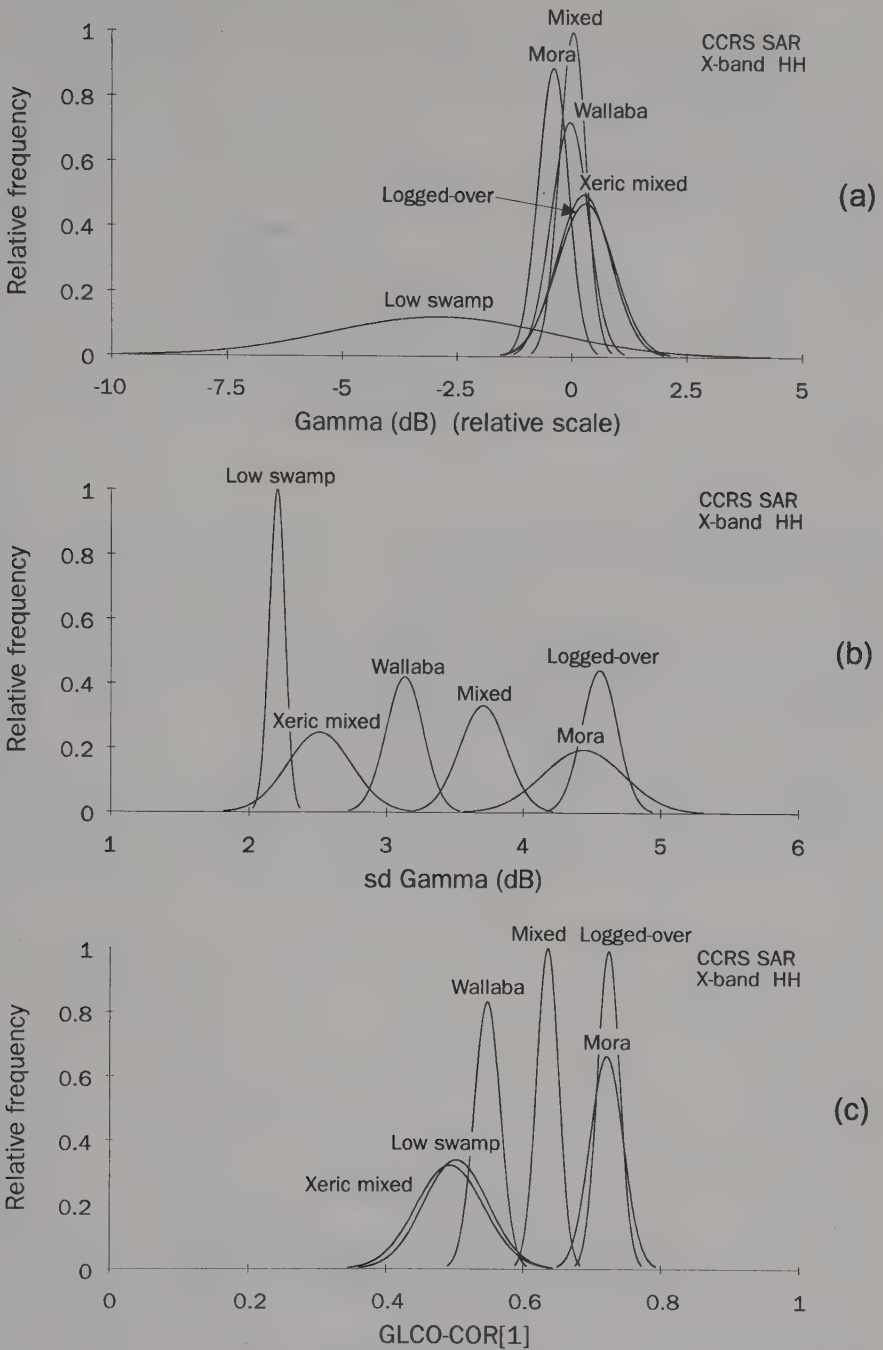 Mixed
CCRS SAR
X-band HH
Mora
Wallaba
Xeric mixed
Logged-over
Low swamp
Relative frequency
1
0.8
0.6
0.4
0.2
0
-10
-7.5
-5
-2.5
0
2.5
5
Gamma (dB) (relative scale)
(a)
Low swamp
CCRS SAR
X-band HH
Wallaba
Logged-over
Mixed
Xeric mixed
Mora
Relative frequency
1
0.8
0.6
0.4
0.2
0
1
2
3
4
5
6
sd Gamma (dB)
(b)
Mixed
Logged-over
CCRS SAR
X-band HH
Wallaba
Mora
Low swamp
Xeric mixed
Relative frequency
1
0.8
0.6
0.4
0.2
0
0
0.2
0.4
0.6
0.8
1
GLCO-COR[1]
(c)